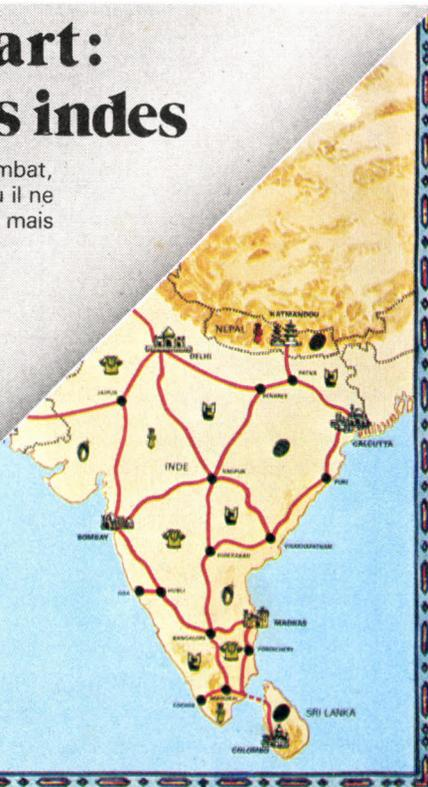 art:
s indes
mbat,
u il ne
mais
KATMANDOU
NEPAL
DELHI
PATNA
JAIPUR
BENARES
CALCUTTA
INDE
NAGPUR
PURI
BOMBAY
VISAKHAPATNAM
HYDERABAD
GOA
HUBLI
MADRAS
BANGALORE
PONDICHERY
MADURAI
COCHIN
SRI LANKA
COLOMBO